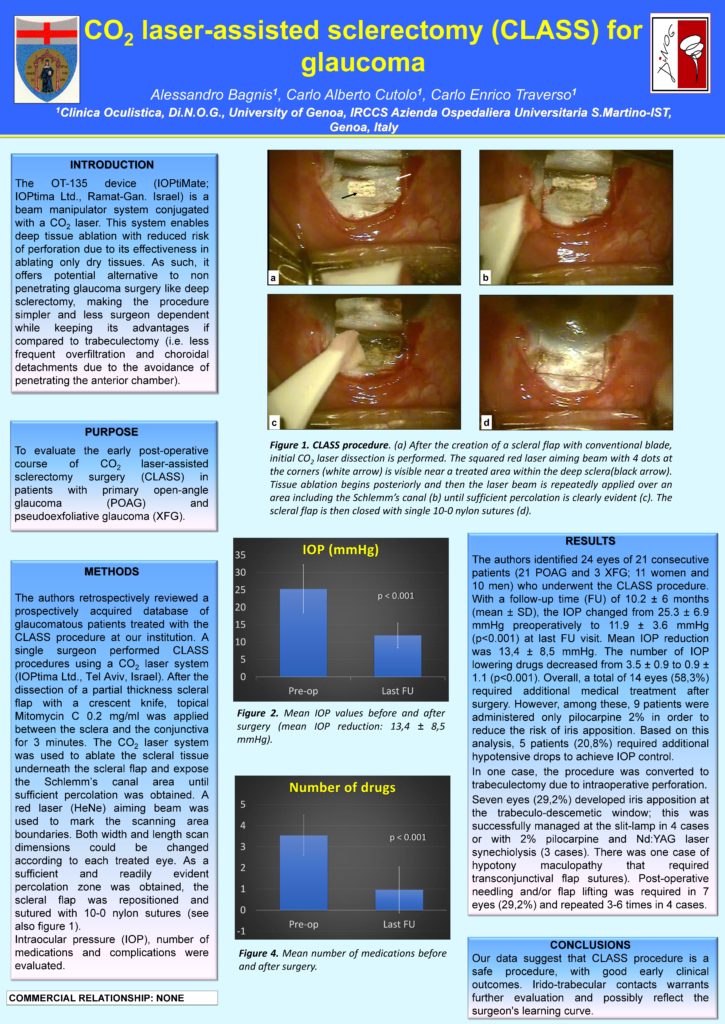 CO2 laser-assisted sclerectomy (CLASS) for
glaucoma
Alessandro Bagnis1, Carlo Alberto Cutolo1, Carlo Enrico Traverso1
1Clinica Oculistica, Di.N.O.G., University of Genoa, IRCCS Azienda Ospedaliera Universitaria S.Martino-IST,
Genoa, Italy
DiNOG
INTRODUCTION
The OT-135 device (IOPtiMate;
IOPtima Ltd., Ramat-Gan. Israel) is a
beam manipulator system conjugated
with a CO2 laser. This system enables
deep tissue ablation with reduced risk
of perforation due to its effectiveness in
ablating only dry tissues. As such, it
offers potential alternative to non
penetrating glaucoma surgery like deep
sclerectomy, making the procedure
simpler and less surgeon dependent
while keeping its advantages if
compared to trabeculectomy (i.e. less
frequent overfiltration and choroidal
detachments due to the avoidance of
penetrating the anterior chamber).
PURPOSE
To evaluate the early post-operative
course of CO2 laser-assisted
sclerectomy surgery (CLASS) in
patients with primary open-angle
glaucoma (POAG) and
pseudoexfoliative glaucoma (XFG).
METHODS
The authors retrospectively reviewed a
prospectively acquired database of
glaucomatous patients treated with the
CLASS procedure at our institution. A
single surgeon performed CLASS
procedures using a CO2 laser system
(IOPtima Ltd., Tel Aviv, Israel). After the
dissection of a partial thickness scleral
flap with a crescent knife, topical
Mitomycin C 0.2 mg/ml was applied
between the sclera and the conjunctiva
for 3 minutes. The CO2 laser system
was used to ablate the scleral tissue
underneath the scleral flap and expose
the Schlemm's canal area until
sufficient percolation was obtained. A
red laser (HeNe) aiming beam was
used to mark the scanning area
boundaries. Both width and length scan
dimensions could be changed
according to each treated eye. As a
sufficient and readily evident
percolation zone was obtained, the
scleral flap was repositioned and
sutured with 10-0 nylon sutures (see
also figure 1).
Intraocular pressure (IOP), number of
medications and complications were
evaluated.
COMMERCIAL RELATIONSHIP: NONE
a
b
c
d
Figure 1. CLASS procedure. (a) After the creation of a scleral flap with conventional blade,
initial CO2 laser dissection is performed. The squared red laser aiming beam with 4 dots at
the corners (white arrow) is visible near a treated area within the deep sclera(black arrow).
Tissue ablation begins posteriorly and then the laser beam is repeatedly applied over an
area including the Schlemm's canal (b) until sufficient percolation is clearly evident (c). The
scleral flap is then closed with single 10-0 nylon sutures (d).
IOP (mmHg)
35
30
25
20
15
10
5
0
p < 0.001
Pre-op
Last FU
Figure 2. Mean IOP values before and after
surgery (mean IOP reduction: 13,4 ± 8,5
mmHg).
Number of drugs
5
4
3
2
1
0
-1
p < 0.001
Pre-op
Last FU
Figure 4. Mean number of medications before
and after surgery.
RESULTS
The authors identified 24 eyes of 21 consecutive
patients (21 POAG and 3 XFG; 11 women and
10 men) who underwent the CLASS procedure.
With a follow-up time (FU) of 10.2 ± 6 months
(mean ± SD), the IOP changed from 25.3 ± 6.9
mmHg preoperatively to 11.9 ± 3.6 mmHg
(p<0.001) at last FU visit. Mean IOP reduction
was 13,4 ± 8,5 mmHg. The number of IOP
lowering drugs decreased from 3.5 ± 0.9 to 0.9 ±
1.1 (p<0.001). Overall, a total of 14 eyes (58,3%)
required additional medical treatment after
surgery. However, among these, 9 patients were
administered only pilocarpine 2% in order to
reduce the risk of iris apposition. Based on this
analysis, 5 patients (20,8%) required additional
hypotensive drops to achieve IOP control.
In one case, the procedure was converted to
trabeculectomy due to intraoperative perforation.
Seven eyes (29,2%) developed iris apposition at
the trabeculo-descemetic window; this was
successfully managed at the slit-lamp in 4 cases
or with 2% pilocarpine and Nd:YAG laser
synechiolysis (3 cases). There was one case of
hypotony maculopathy that required
transconjunctival flap sutures). Post-operative
needling and/or flap lifting was required in 7
eyes (29,2%) and repeated 3-6 times in 4 cases.
CONCLUSIONS
Our data suggest that CLASS procedure is a
safe procedure, with good early clinical
outcomes. Irido-trabecular contacts warrants
further evaluation and possibly reflect the
surgeon's learning curve.